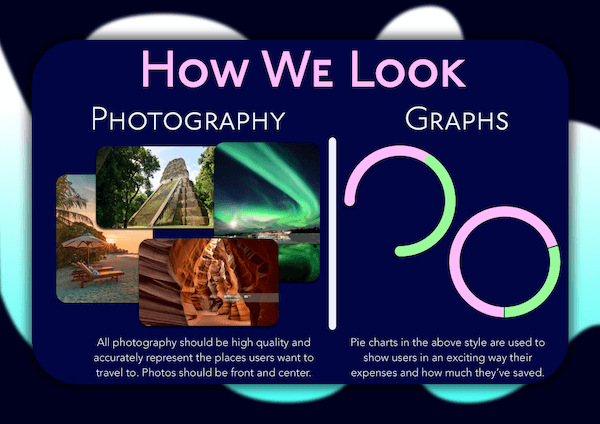 How We Look
Photography
Graphs
All photography should be high quality and
accurately represent the places users want to
travel to. Photos should be front and center.
Pie charts in the above style are used to
show users in an exciting way their
expenses and how much they've saved.